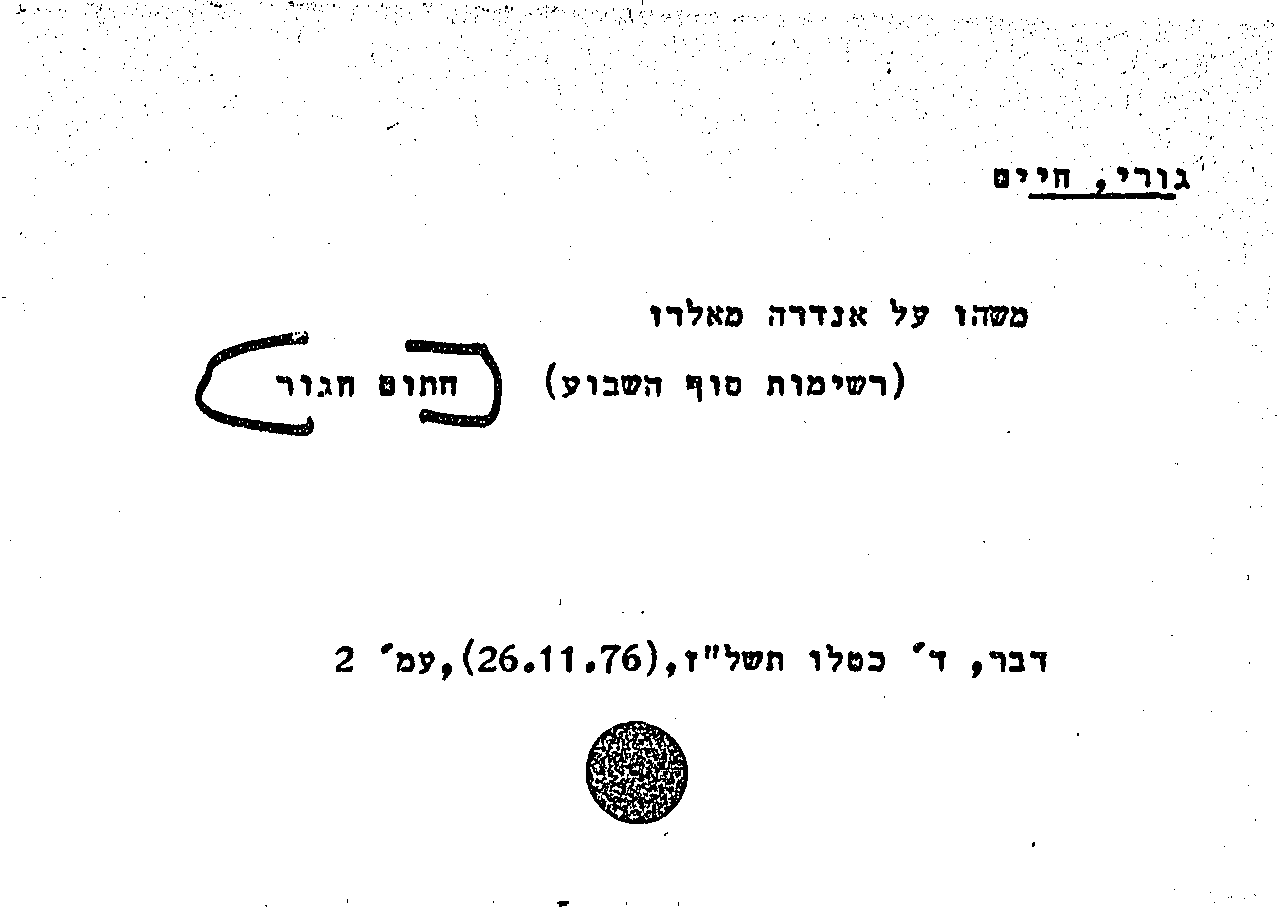 גורי, חיים
משהו על אנדרה מאלרו
(רשימות סוף השבוע) חתום חגור
דבר, ד' כסלו תשל"ז,(26.11.76),עמ' 2